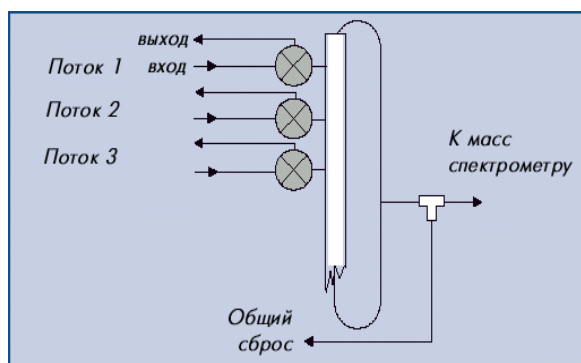 выход
Поток 1 вход
Поток 2
Поток 3
К масс
спектрометру
Общий
сброс